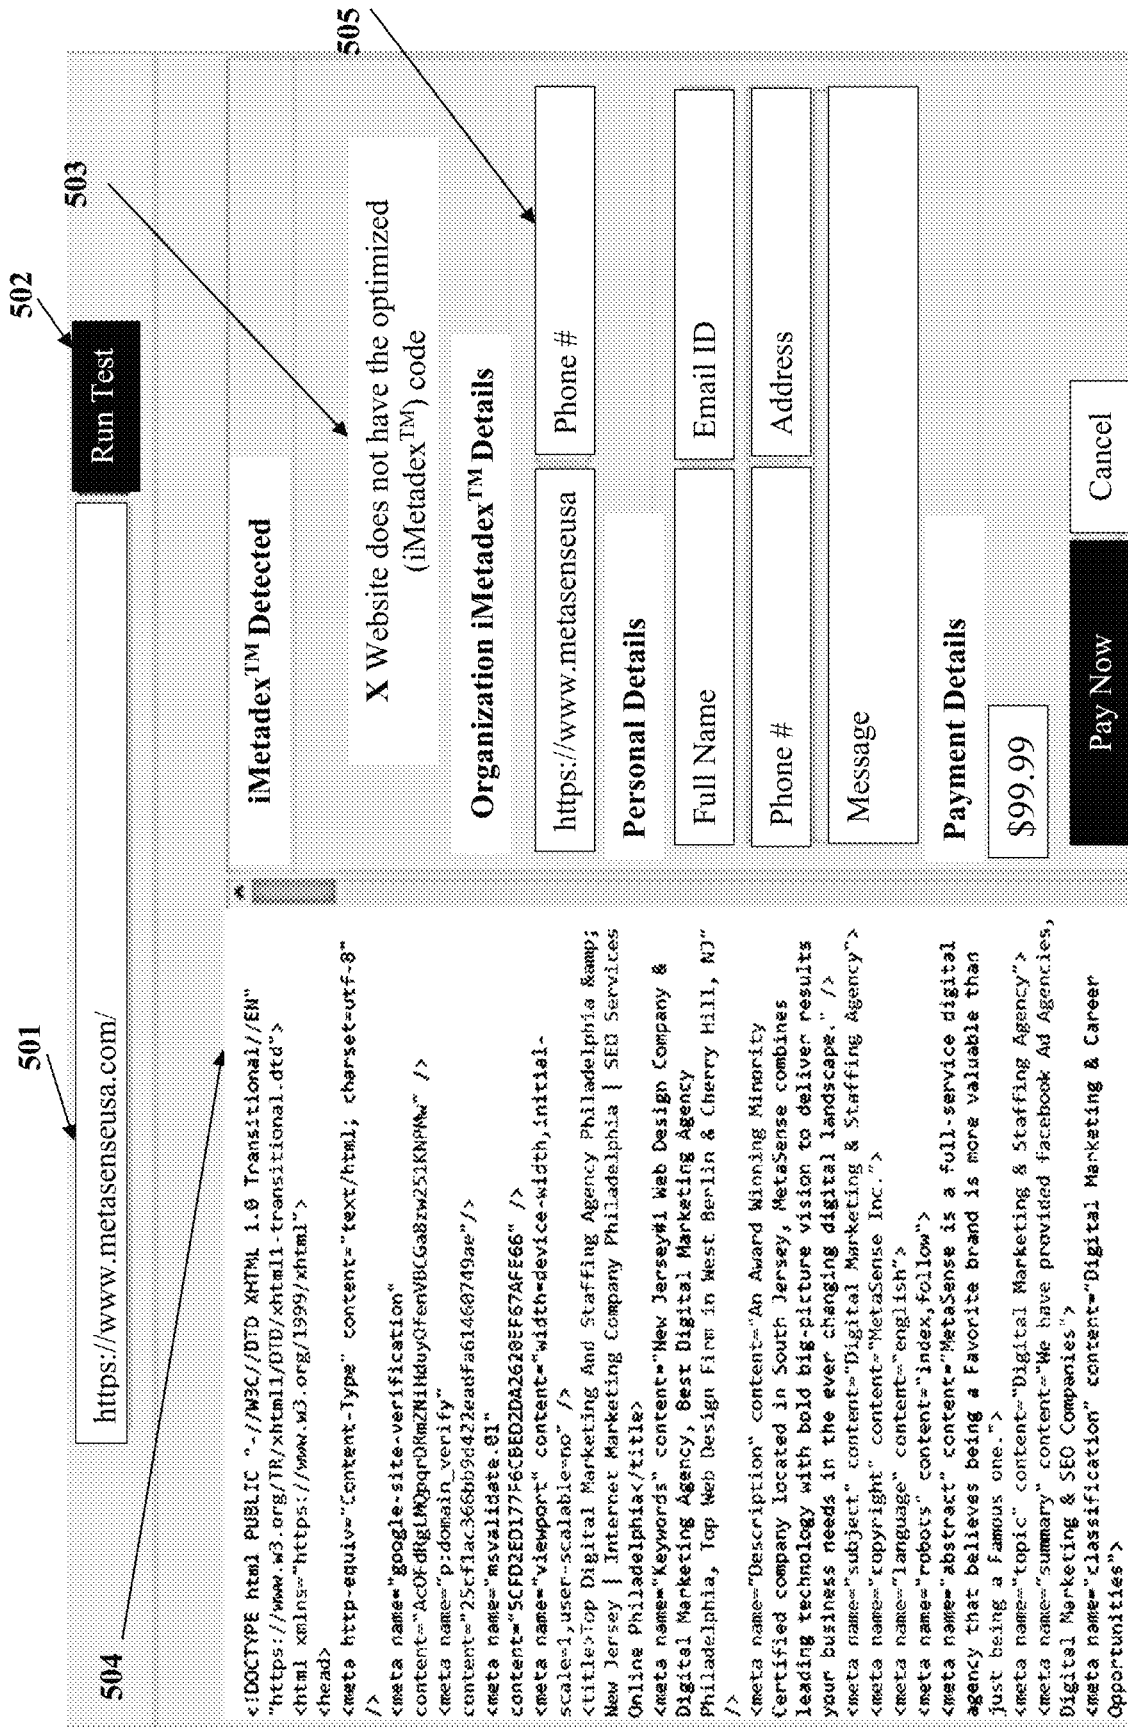 501
502
503
504
505
https://www.metasenseusa.com/
Run Test
<!DOCTYPE html PUBLIC "-//W3C//DTD XHTML 1.0 Transitional//EN"
"https://www.w3.org/TR/xhtml1/DTD/xhtml1-transitional.dtd">
<html xmlns="https://www.w3.org/1999/xhtml">
<head>
<meta http-equiv="Content-Type" content="text/html; charset=utf-8"
/>
<meta name="google-site-verification"
<meta name="p:domain_verify"
<meta name="msvalidate.01"
<meta name="viewport" content="width=device-width,initial-
scale=1,user-scalable=no" />
<title>Top Digital Marketing And Staffing Agency Philadelphia &amp;
New Jersey | Internet Marketing Company Philadelphia | SEO Services
Online Philadelphia</title>
<meta name="Keywords" content="New Jersey#1 Web Design Company &
Digital Marketing Agency, Best Digital Marketing Agency
Philadelphia, Top Web Design Firm in West Berlin & Cherry Hill, NJ"
/>
<meta name="Description" content="An Award Winning Minority
Certified company located in South Jersey, MetaSense combines
leading technology with bold big-picture vision to deliver results
your business needs in the ever changing digital landscape." />
<meta name="subject" content="Digital Marketing & Staffing Agency">
<meta name="copyright" content="MetaSense Inc.">
<meta name="language" content="english">
<meta name="robots" content="index,follow">
<meta name="abstract" content="MetaSense is a full-service digital
agency that believes being a Favorite brand is more valuable than
just being a Famous one.">
<meta name="topic" content="Digital Marketing & Staffing Agency">
<meta name="summary" content="We have provided facebook Ad Agencies,
Digital Marketing & SEO Companies">
<meta name="classification" content="Digital Marketing & Career
Opportunities">
iMetadex™ Detected
X Website does not have the optimized
(iMetadex™) code
Organization iMetadex™ Details
https://www.metasenseusa
Phone #
Personal Details
Full Name
Email ID
Phone #
Address
Message
Payment Details
$99.99
Pay Now
Cancel